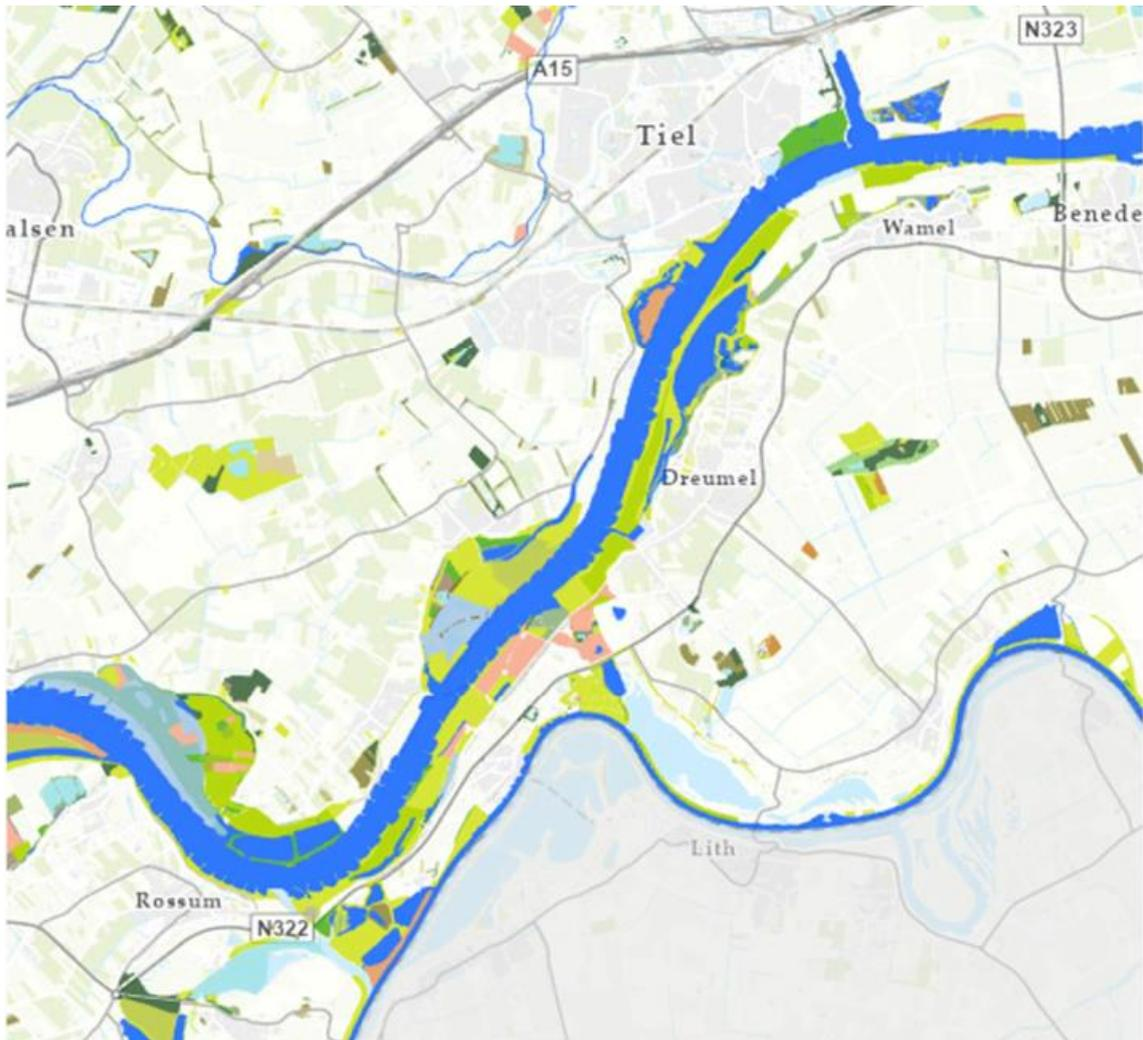 N323
A15
Tiel
alsen
Wamel
Benede
Dreumel
Lith
Rossum
N322